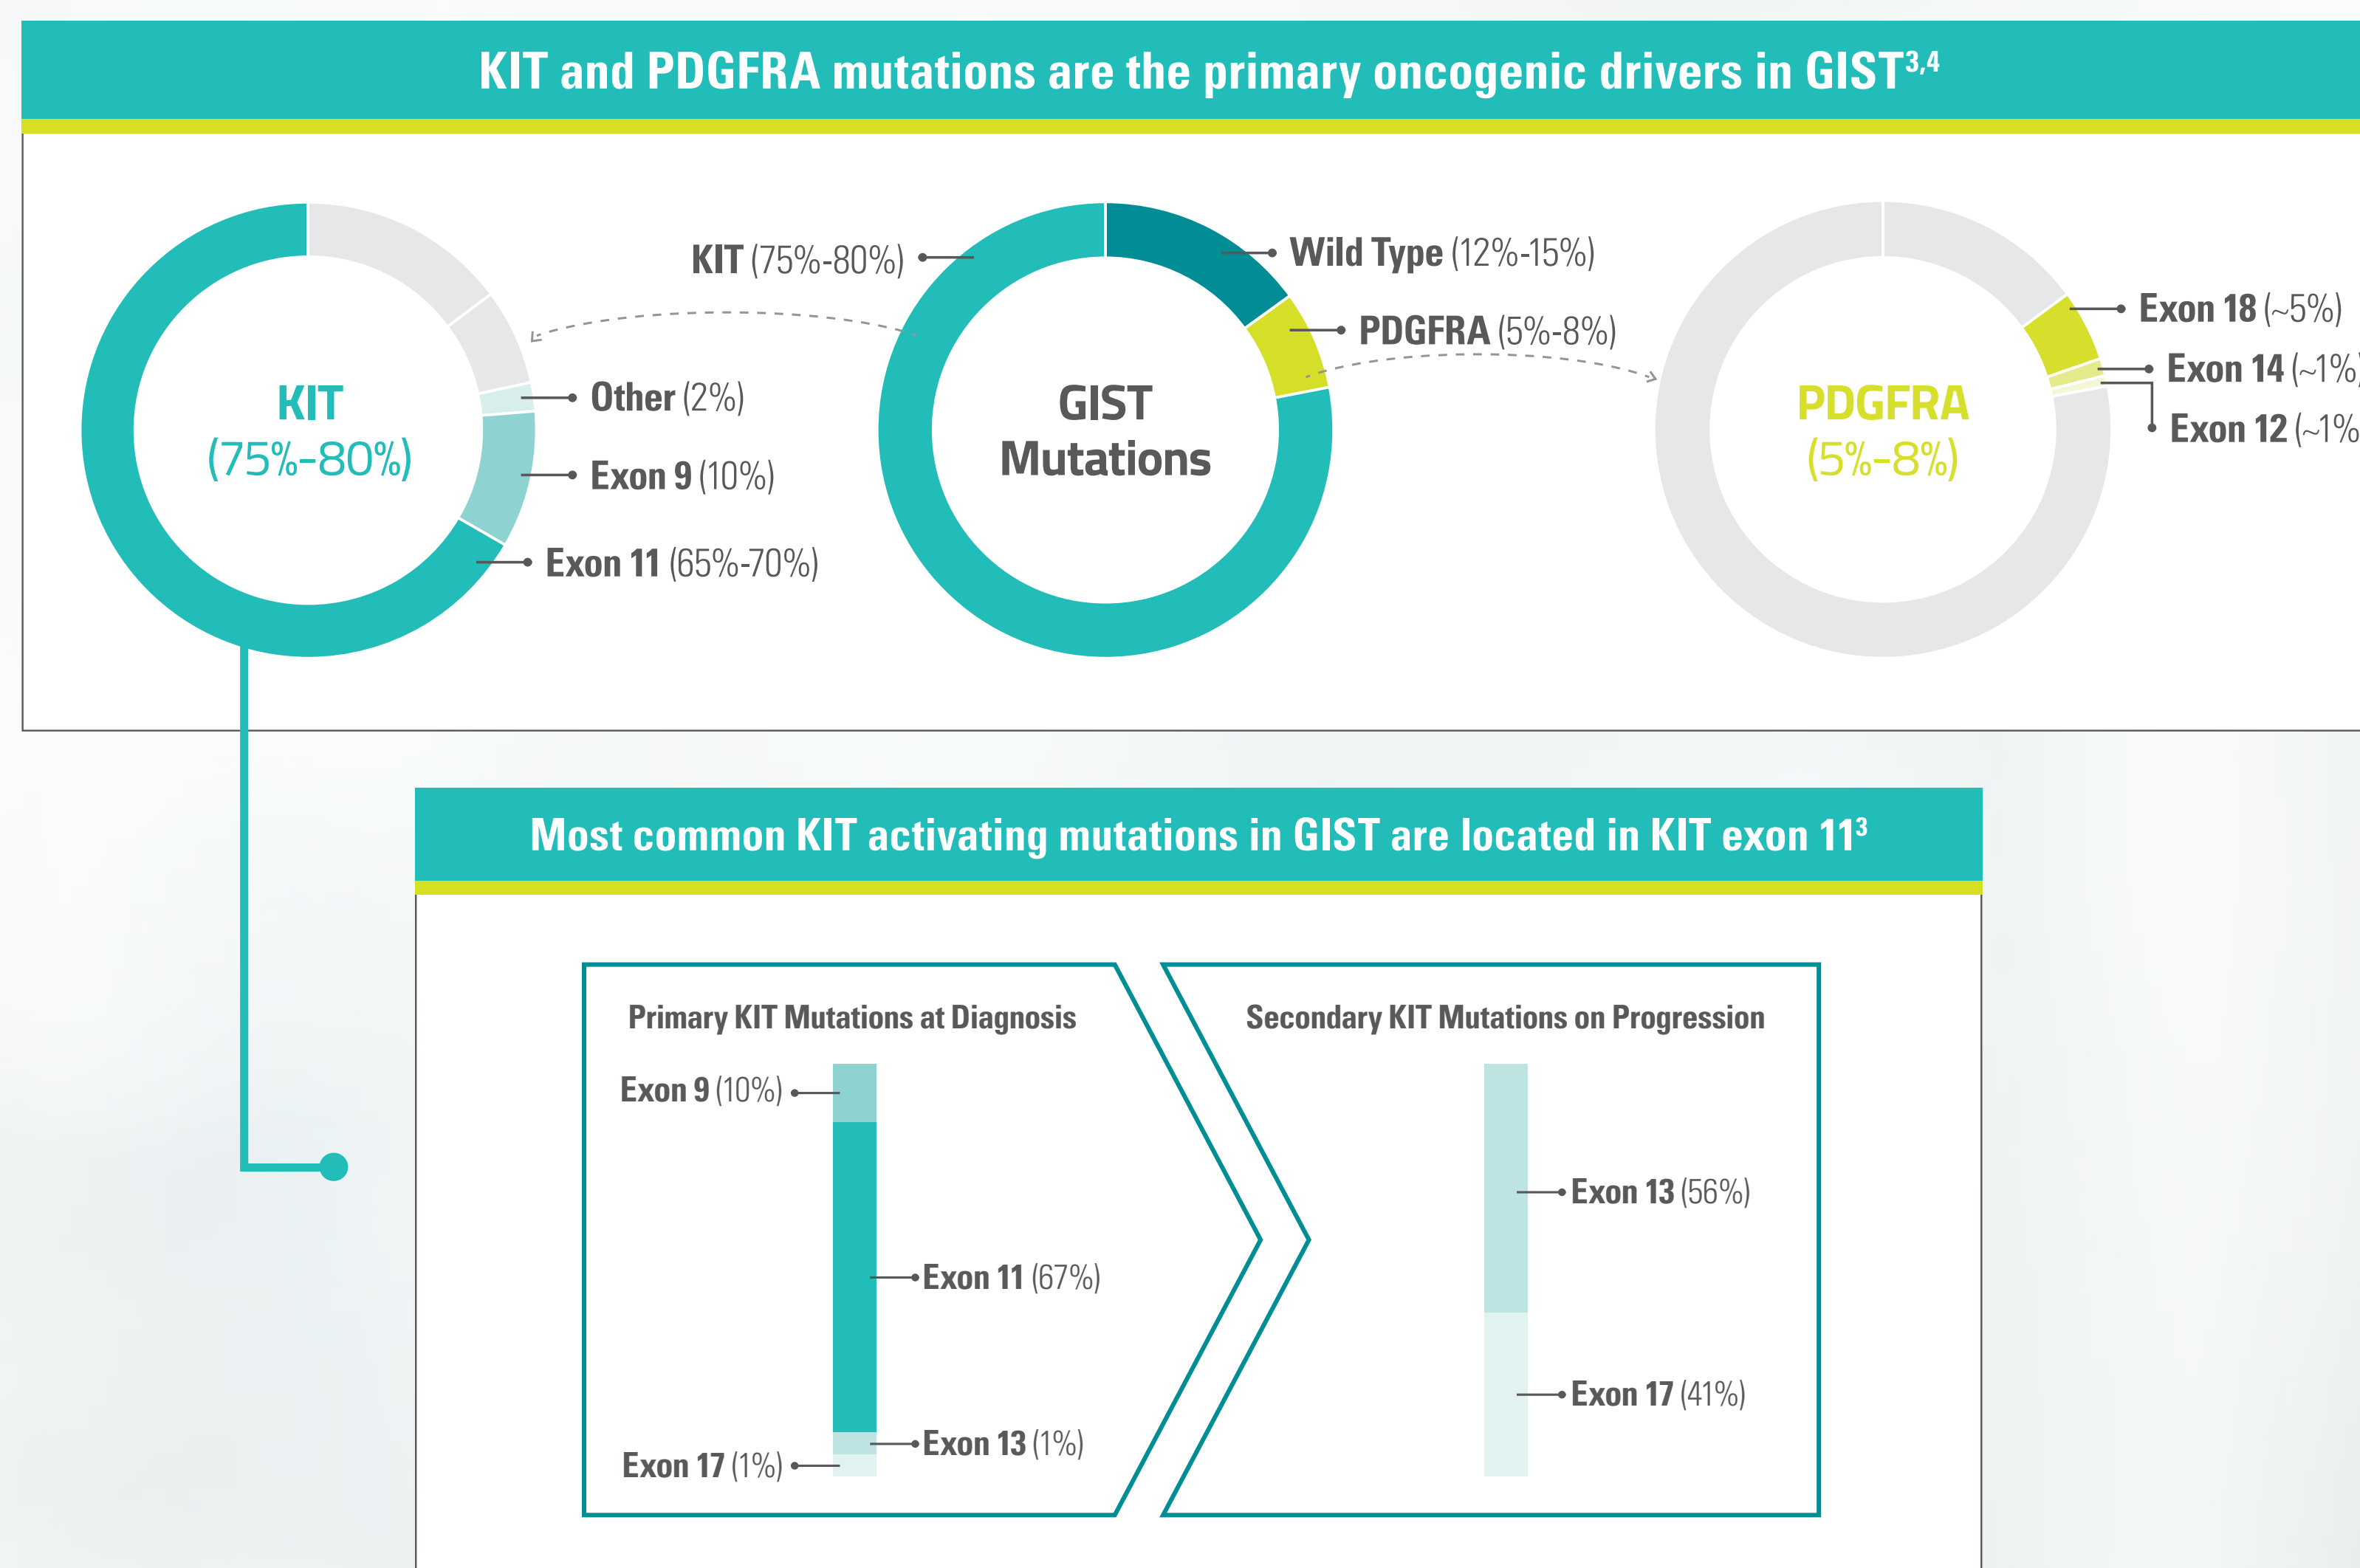 KIT and PDGFRA mutations are the primary oncogenic drivers in GIST3,4
KIT
(75%-80%)
Other (2%)
Exon 9 (10%)
Exon 11 (65%-70%)
KIT (75%-80%)
GIST
Mutations
Wild Type (12%-15%)
PDGFRA (5%-8%)
PDGFRA
(5%-8%)
Exon 18 (~5%)
Exon 14 (~1%)
Exon 12 (~1%
Most common KIT activating mutations in GIST are located in KIT exon 113
Primary KIT Mutations at Diagnosis
Exon 9 (10%)
Exon 11 (67%)
Exon 13 (1%)
Exon 17 (1%)
Secondary KIT Mutations on Progression
Exon 13 (56%)
Exon 17 (41%)